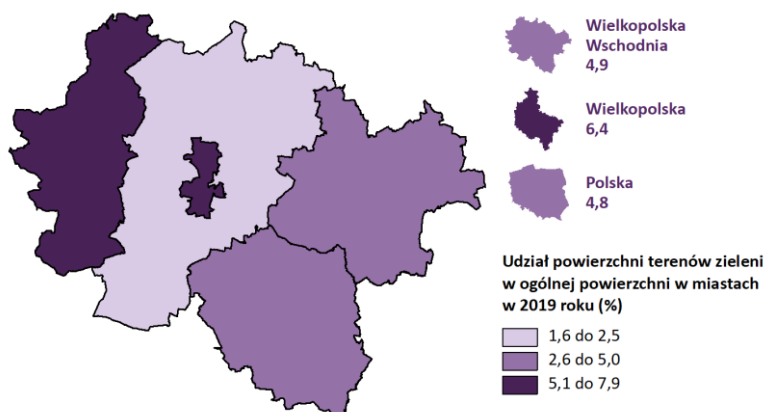 Wielkopolska
Wschodnia
4,9
Wielkopolska
6,4
Polska
4,8
Udział powierzchni terenów zieleni
w ogólnej powierzchni w miastach
w 2019 roku (%)
1,6 do 2,5
2,6 do 5,0
5,1 do 7,9